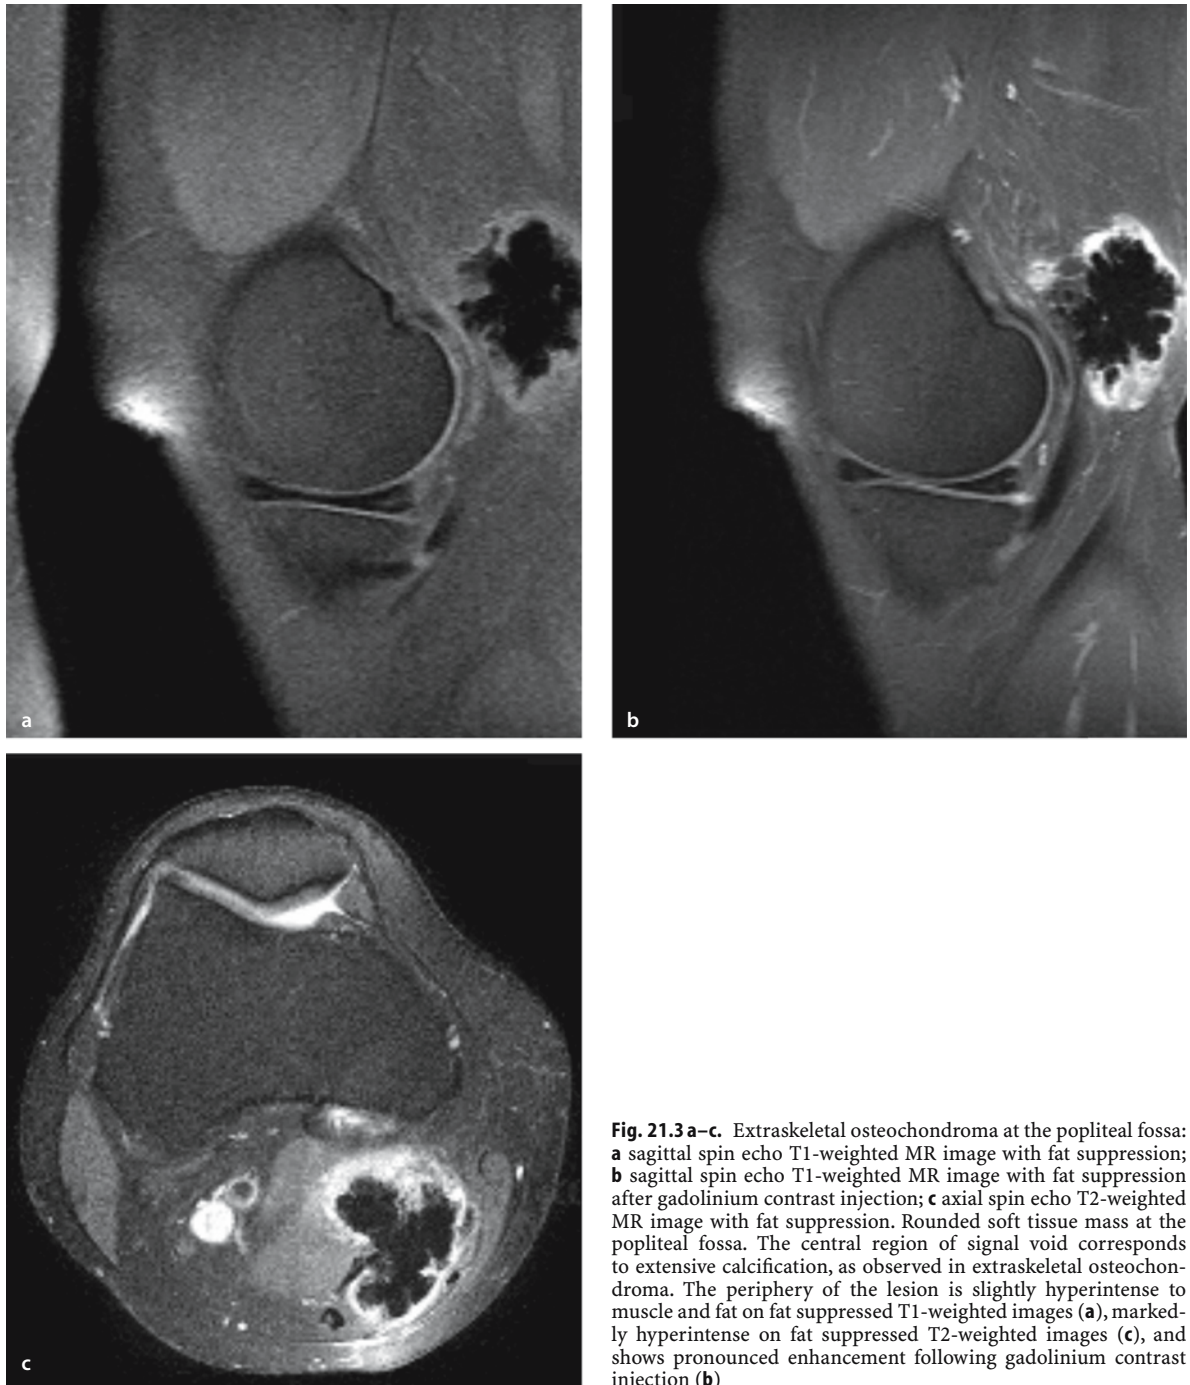 a
b
c
Fig. 21.3 a–c. Extraskeletal osteochondroma at the popliteal fossa:
a sagittal spin echo T1-weighted MR image with fat suppression;
b sagittal spin echo T1-weighted MR image with fat suppression
after gadolinium contrast injection; c axial spin echo T2-weighted
MR image with fat suppression. Rounded soft tissue mass at the
popliteal fossa. The central region of signal void corresponds
to extensive calcification, as observed in extraskeletal osteochon-
droma. The periphery of the lesion is slightly hyperintense to
muscle and fat on fat suppressed T1-weighted images (a), marked-
ly hyperintense on fat suppressed T2-weighted images (c), and
shows pronounced enhancement following gadolinium contrast
injection (b)